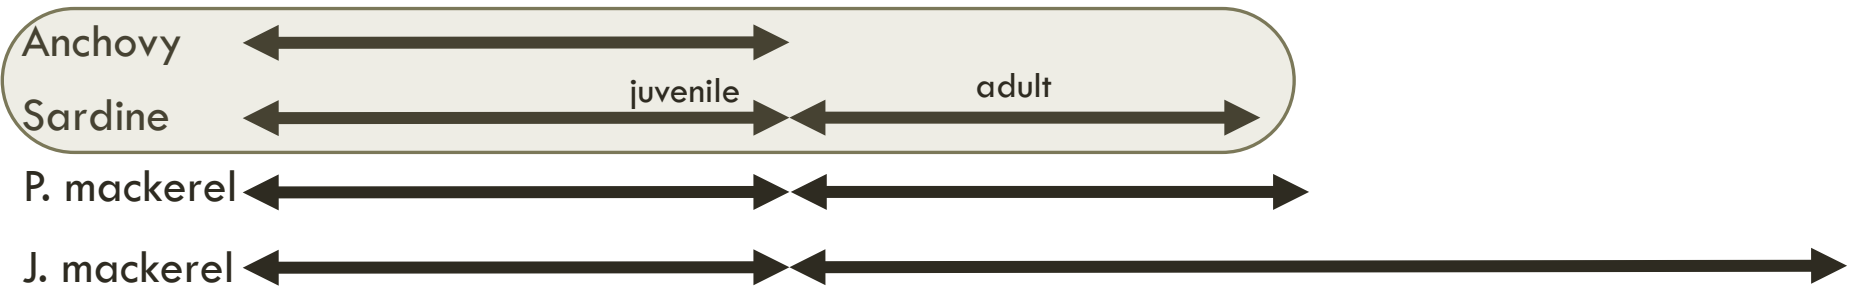 Anchovy
juvenile
adult
Sardine
P. mackerel
J. mackerel